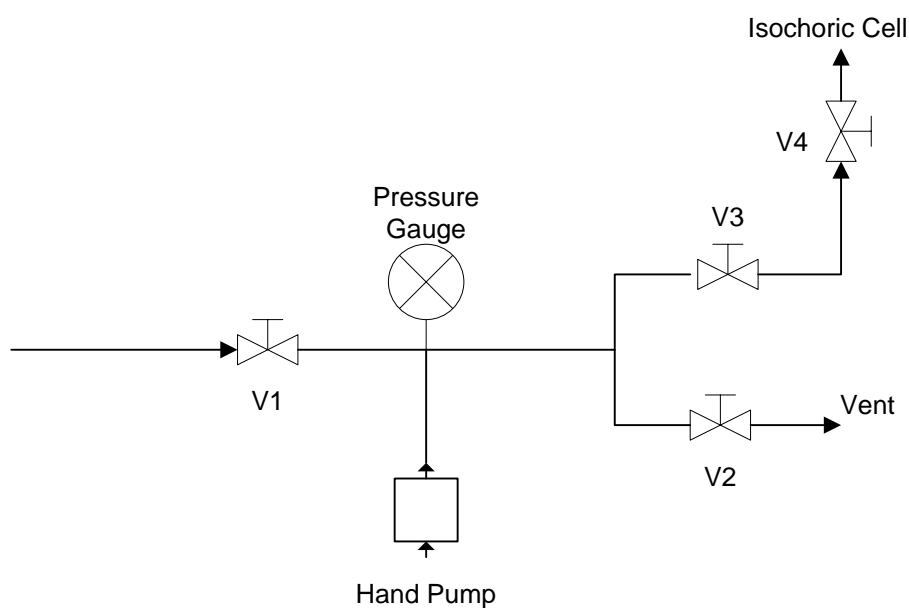 Isochoric Cell
V4
Pressure
Gauge
V3
V1
Vent
V2
Hand Pump